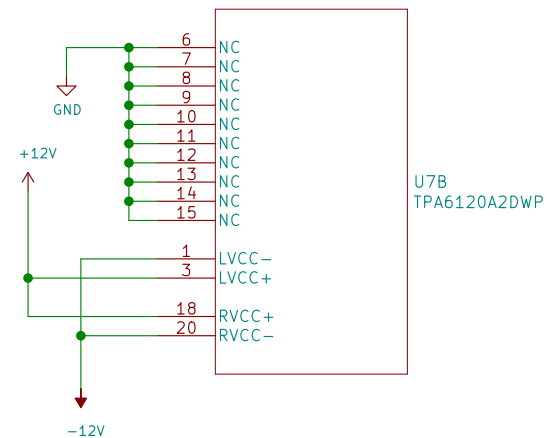 6 NC
7 NC
8 NC
9 NC
GND
10 NC
11 NC
+12V
12 NC
13 NC
U7B
14 NC
TPA6120A2DWP
15 NC
1 LVCC-
3 LVCC+
18 RVCC+
20 RVCC-
-12V